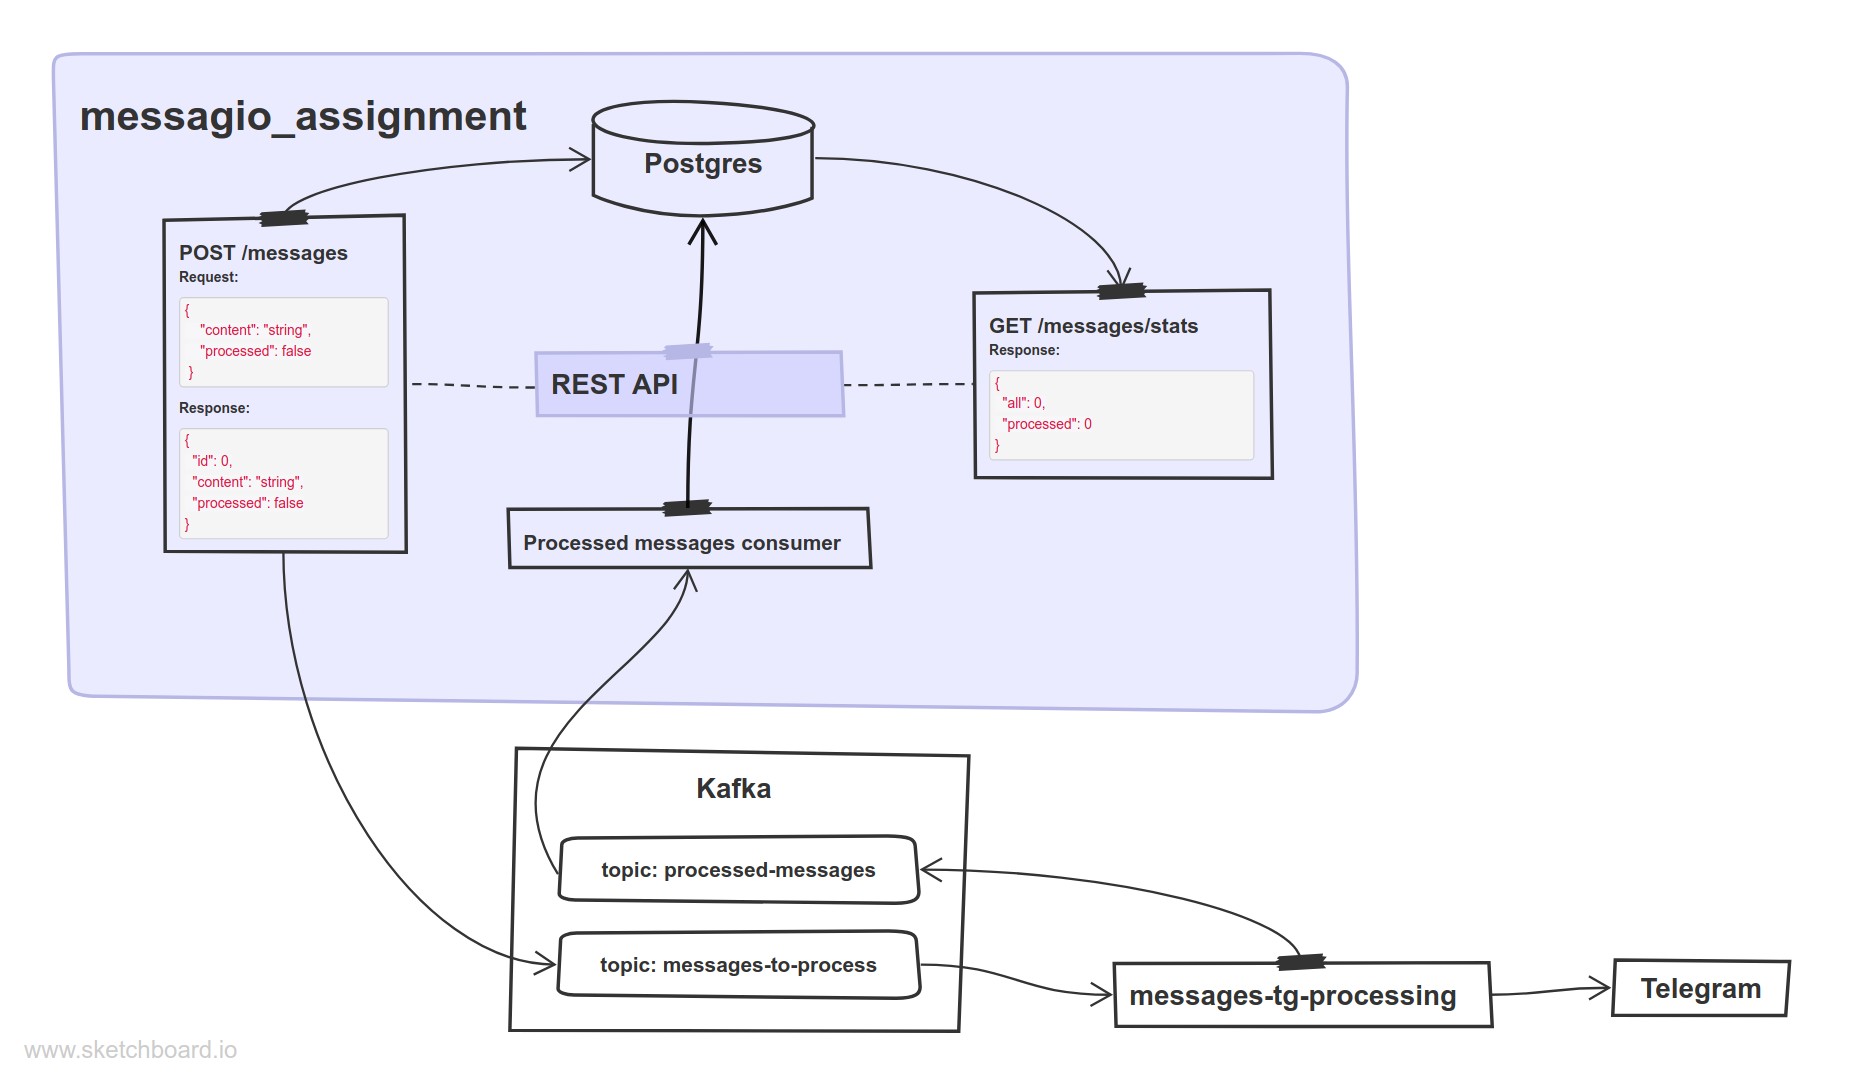 messagio_assignment
Postgres
POST /messages
Request:
{
"content": "string",
"processed": false
}
Response:
{
"id": 0,
"content": "string",
"processed": false
}
REST API
GET /messages/stats
Response:
{
"all": 0,
"processed": 0
}
Processed messages consumer
Kafka
topic: processed-messages
topic: messages-to-process
messages-tg-processing
Telegram
www.sketchboard.io